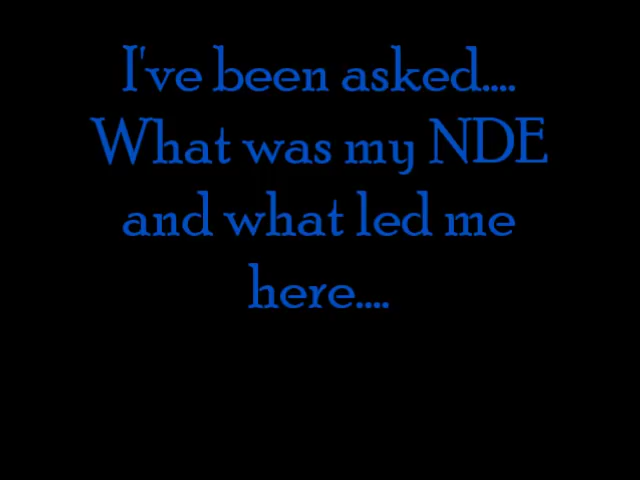 I've been asked....
What was my NDE
and what led me
here....